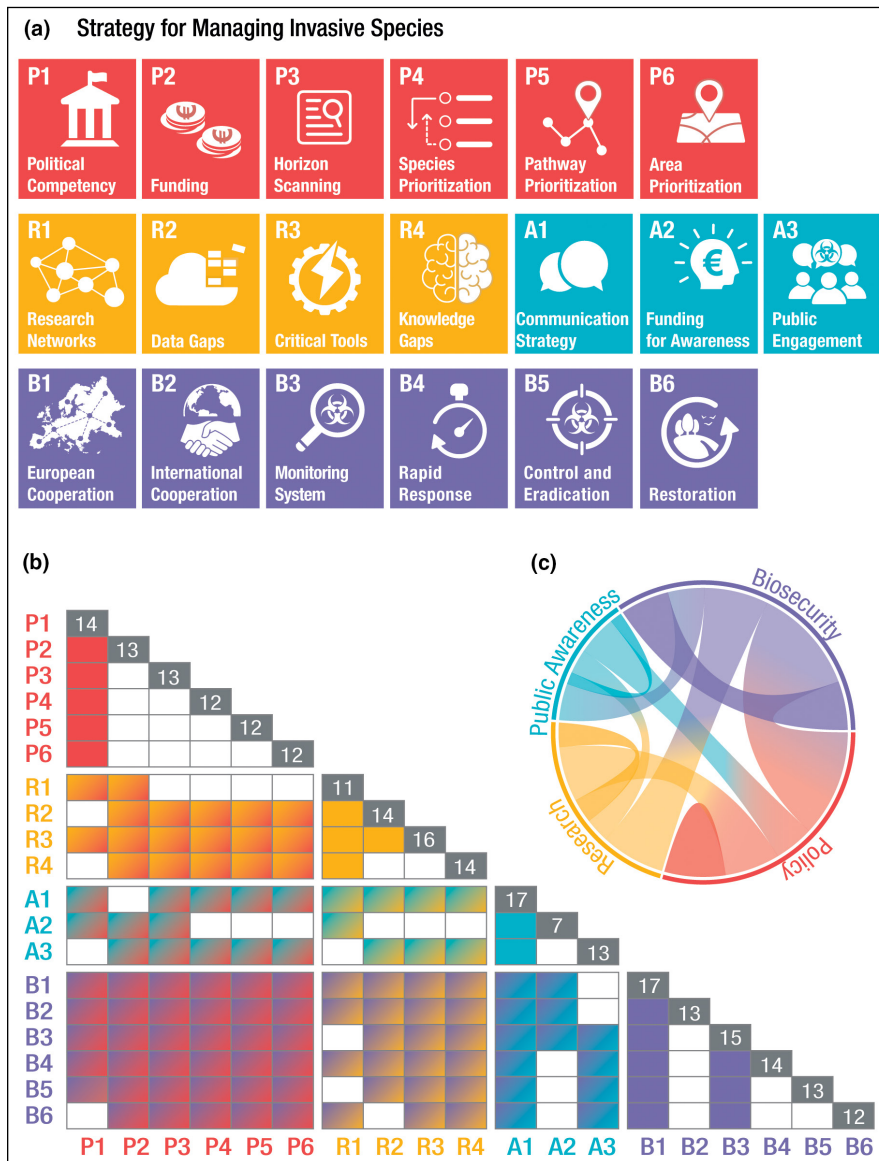 (a) Strategy for Managing Invasive Species
P1 P2 P3 P4 P5 P6
Political Competency
Funding
Horizon Scanning
Species Prioritization
Pathway Prioritization
Area Prioritization
R1 R2 R3 R4 A1 A2 A3
€
Research Networks
Data Gaps
Critical Tools
Knowledge Gaps
Communication Strategy
Funding for Awareness
Public Engagement
B1 B2 B3 B4 B5 B6
European Cooperation
International Cooperation
Monitoring System
Rapid Response
Control and Eradication
Restoration
(b)
P1 14
P2 13
P3 13
P4 12
P5 12
P6 12
R1 11
R2 14
R3 16
R4 14
A1 17
A2 7
A3 13
B1 17
B2 13
B3 15
B4 14
B5 13
B6 12
P1 P2 P3 P4 P5 P6 R1 R2 R3 R4 A1 A2 A3 B1 B2 B3 B4 B5 B6
(c)
Public Awareness
Biosecurity
Research
Policy